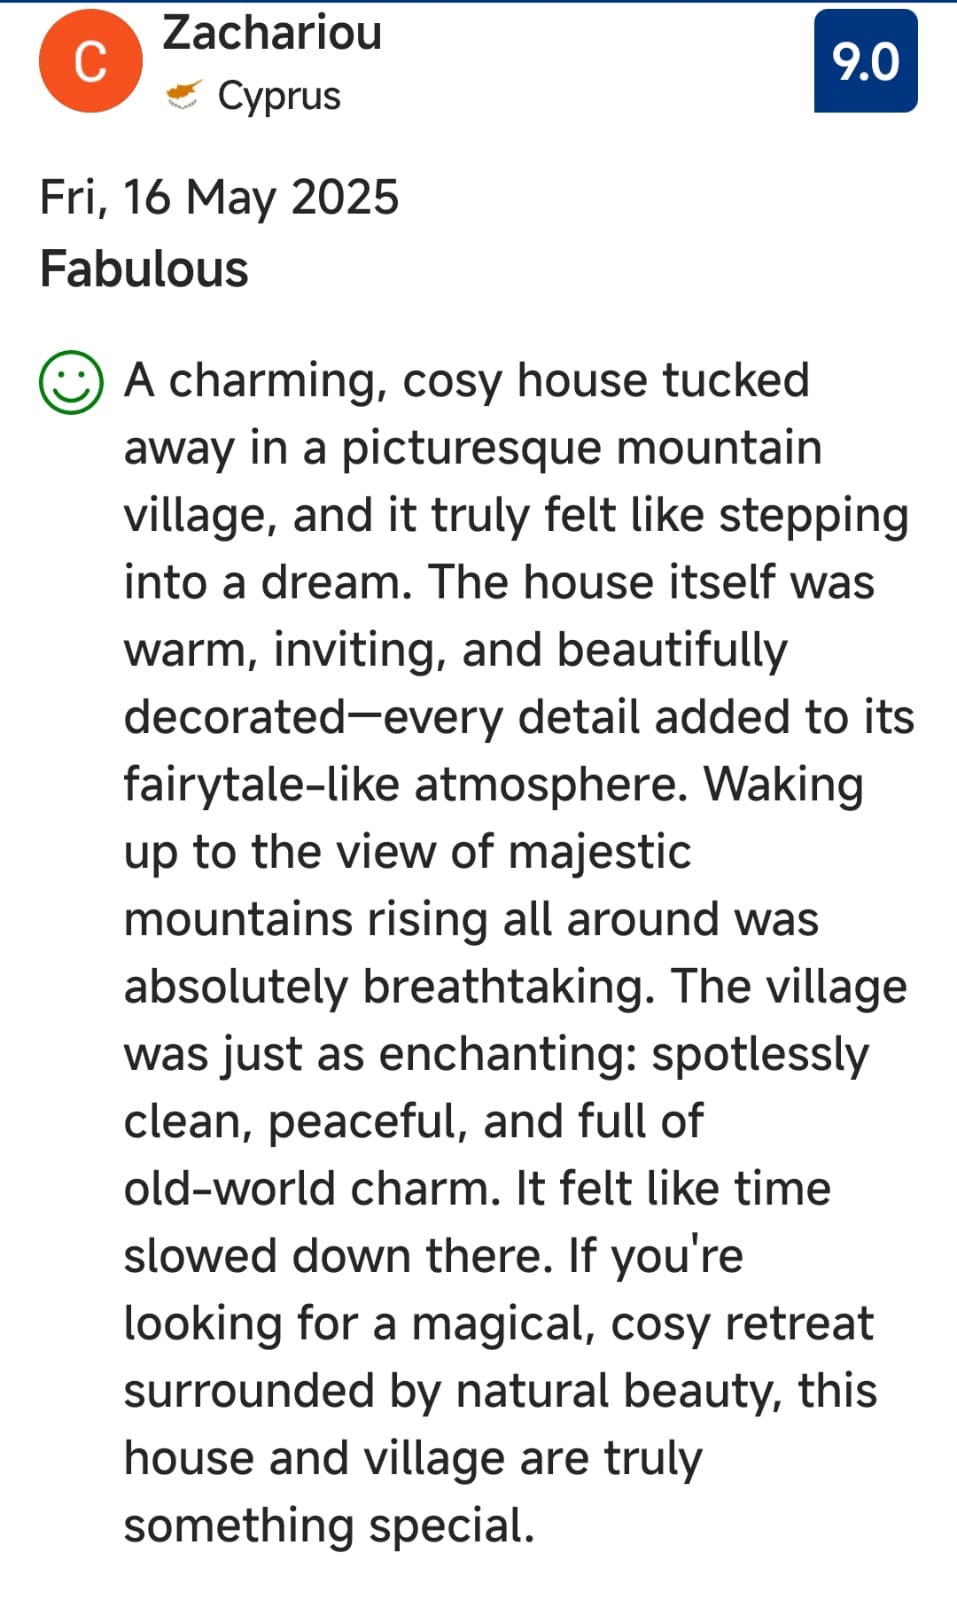 C
Zachariou
Cyprus
9.0
Fri, 16 May 2025
Fabulous
A charming, cosy house tucked
away in a picturesque mountain
village, and it truly felt like stepping
into a dream. The house itself was
warm, inviting, and beautifully
decorated—every detail added to its
fairytale-like atmosphere. Waking
up to the view of majestic
mountains rising all around was
absolutely breathtaking. The village
was just as enchanting: spotlessly
clean, peaceful, and full of
old-world charm. It felt like time
slowed down there. If you're
looking for a magical, cosy retreat
surrounded by natural beauty, this
house and village are truly
something special.